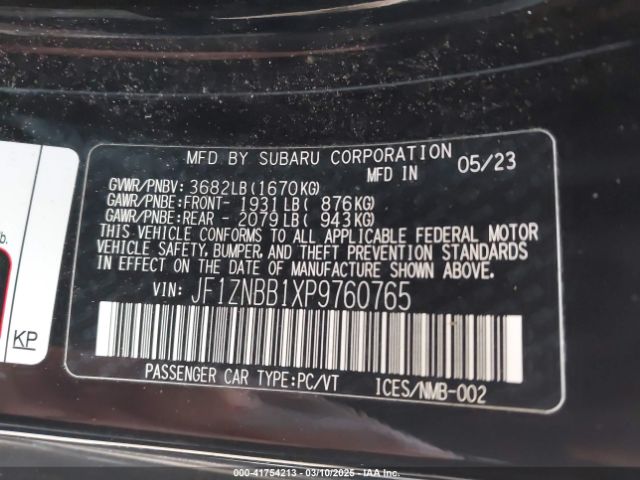 MFD BY SUBARU CORPORATION
MFD IN 05/23
GVWR/PNBV: 3682LB(1670KG)
GAWR/PNBE:FRONT- 1931LB( 876KG)
GAWR/PNBE:REAR - 2079LB( 943KG)
THIS VEHICLE CONFORMS TO ALL APPLICABLE FEDERAL MOTOR
VEHICLE SAFETY, BUMPER, AND THEFT PREVENTION STANDARDS
IN EFFECT ON THE DATE OF MANUFACTURE SHOWN ABOVE.
VIN: JF1ZNBB1XP9760765
PASSENGER CAR TYPE:PC/VT ICES/NMB-002
b.
KP
000-41754213 - 03/10/2025 - IAA Inc.